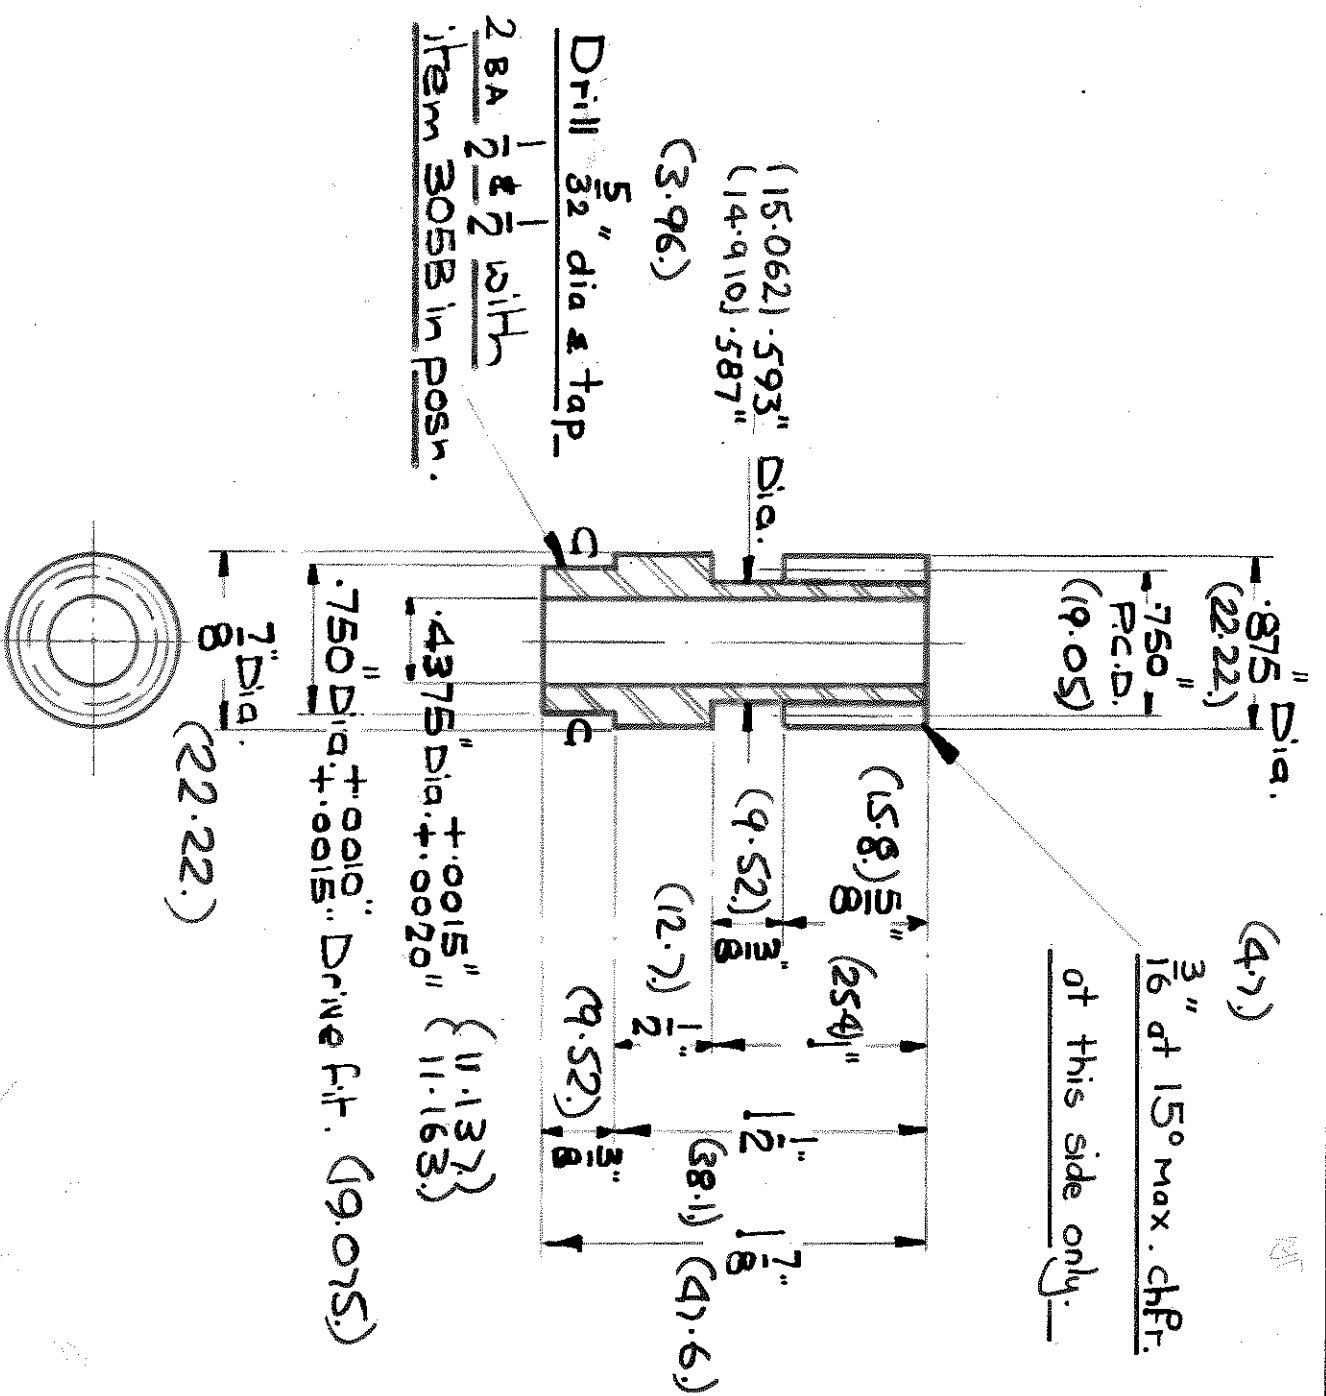 Drill 5/32" dia & tap
2 BA 1/2 & 1/2 with
item 305B in posn.
(3.96.)
(15.062) .593" Dia.
(14.910) .587"
.875" Dia.
(22.22.)
.750"
P.C.D.
(19.05)
(4.7.)
3/16" at 15° max. chfr.
at this side only.
(15.8.) 5/8"
(9.52.) 3/8"
(25.4) 1"
(12.7.) 1/2"
1 1/2"
(38.1.)
(9.52.) 3/8"
1 7/8" (47.6.)
.4375" Dia. +.0015" +.0020" {11.137.} {11.163.}
.750" Dia. +.0010" +.0015" Drive fit. (19.075.)
7/8" Dia. (22.22.)